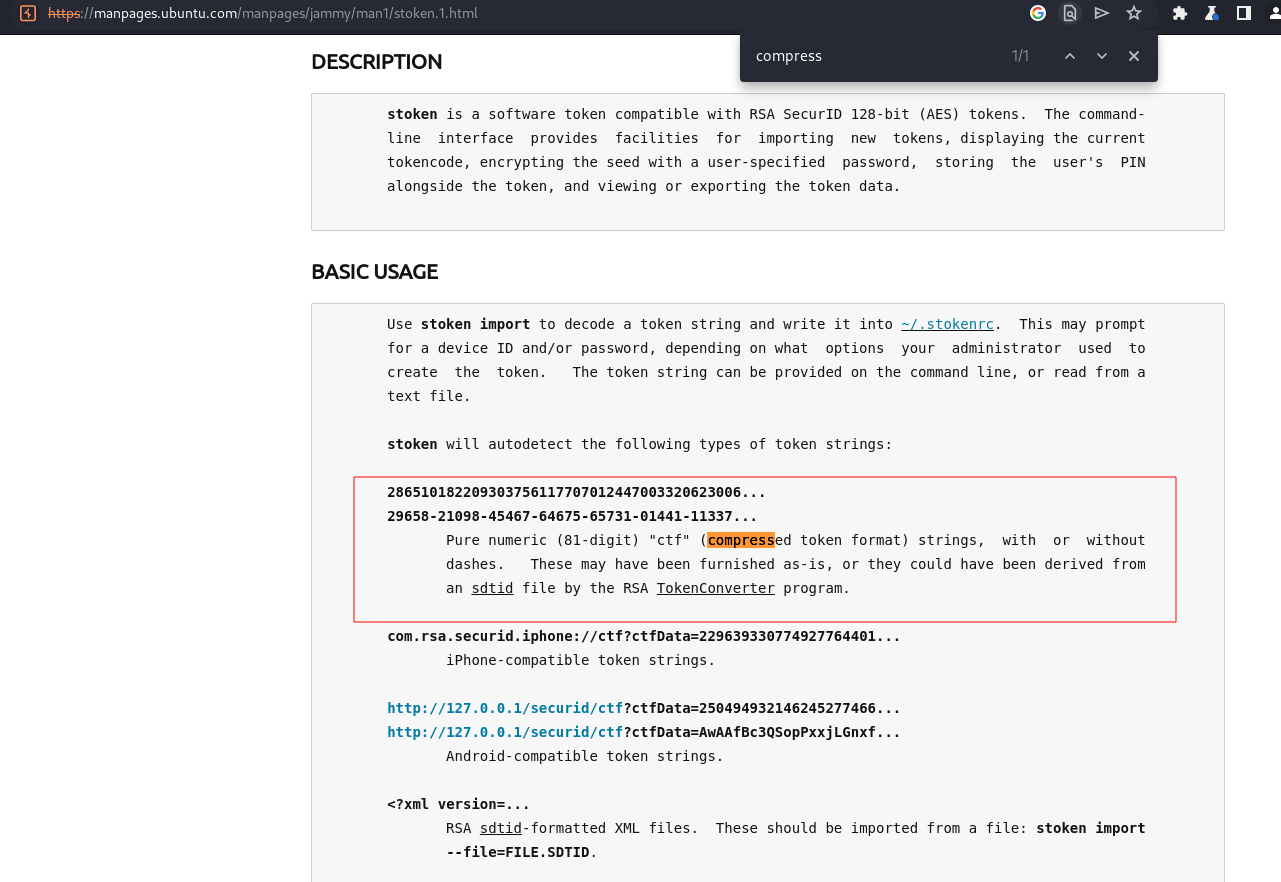 https://manpages.ubuntu.com/manpages/jammy/man1/stoken.1.html
compress 1/1
DESCRIPTION
stoken is a software token compatible with RSA SecurID 128-bit (AES) tokens. The command-
line interface provides facilities for importing new tokens, displaying the current
tokencode, encrypting the seed with a user-specified password, storing the user's PIN
alongside the token, and viewing or exporting the token data.
BASIC USAGE
Use stoken import to decode a token string and write it into ~/.stokenrc. This may prompt
for a device ID and/or password, depending on what options your administrator used to
create the token. The token string can be provided on the command line, or read from a
text file.
stoken will autodetect the following types of token strings:
286510182209303756117707012447003320623006...
29658-21098-45467-64675-65731-01441-11337...
Pure numeric (81-digit) "ctf" (compressed token format) strings, with or without
dashes. These may have been furnished as-is, or they could have been derived from
an sdtid file by the RSA TokenConverter program.
com.rsa.securid.iphone://ctf?ctfData=229639330774927764401...
iPhone-compatible token strings.
http://127.0.0.1/securid/ctf?ctfData=250494932146245277466...
http://127.0.0.1/securid/ctf?ctfData=AwAAfBc3QSopPxxjLGnxf...
Android-compatible token strings.
<?xml version=...
RSA sdtid-formatted XML files. These should be imported from a file: stoken import
--file=FILE.SDTID.